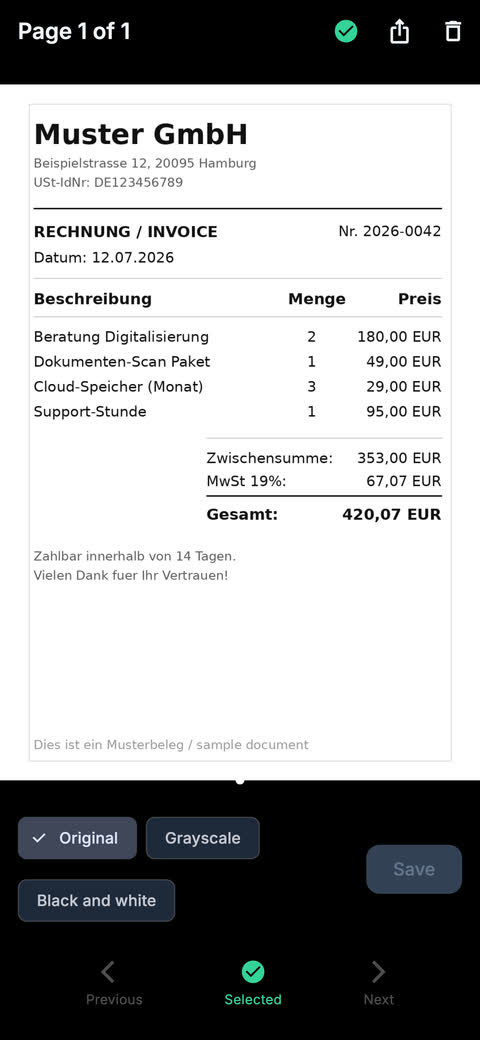 Page 1 of 1
Muster GmbH
Beispielstrasse 12, 20095 Hamburg
USt-IdNr: DE123456789
RECHNUNG / INVOICE Nr. 2026-0042
Datum: 12.07.2026
Beschreibung Menge Preis
Beratung Digitalisierung 2 180,00 EUR
Dokumenten-Scan Paket 1 49,00 EUR
Cloud-Speicher (Monat) 3 29,00 EUR
Support-Stunde 1 95,00 EUR
Zwischensumme: 353,00 EUR
MwSt 19%: 67,07 EUR
Gesamt: 420,07 EUR
Zahlbar innerhalb von 14 Tagen.
Vielen Dank fuer Ihr Vertrauen!
Dies ist ein Musterbeleg / sample document
Original Grayscale
Save
Black and white
Previous Selected Next